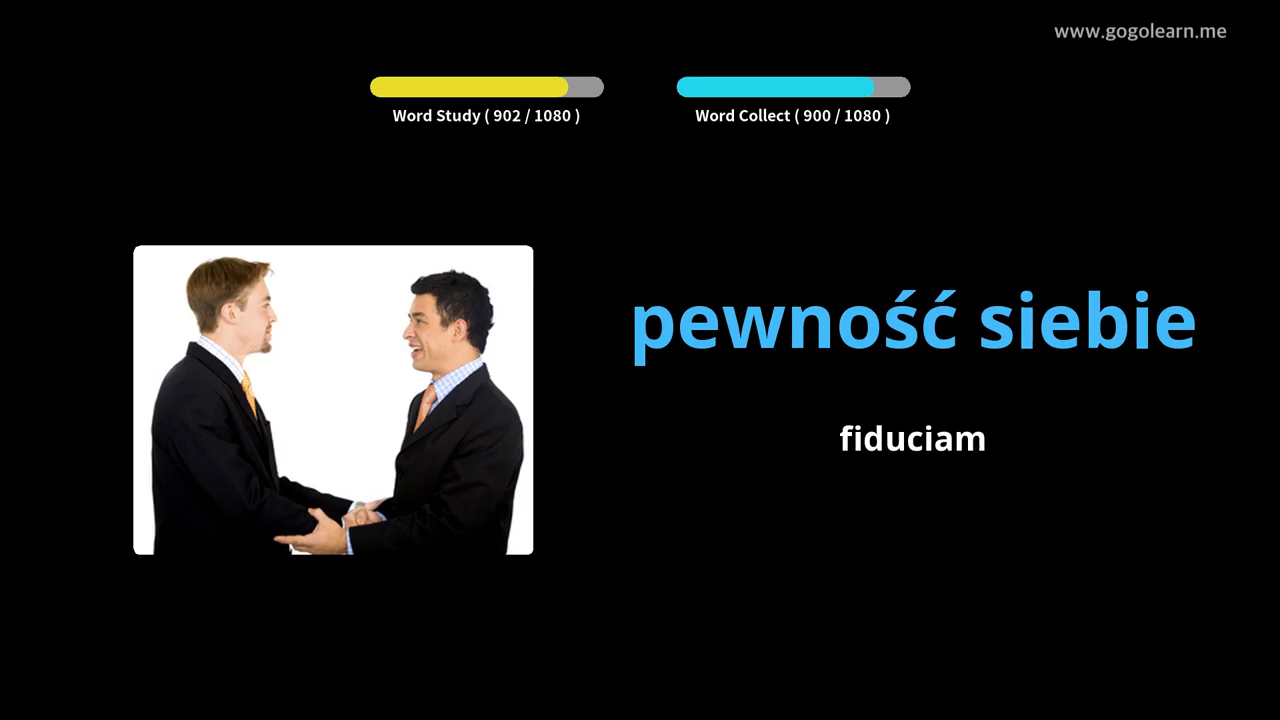 www.gogolearn.me
Word Study ( 902 / 1080 )
Word Collect ( 900 / 1080 )
pewność siebie
fiduciam